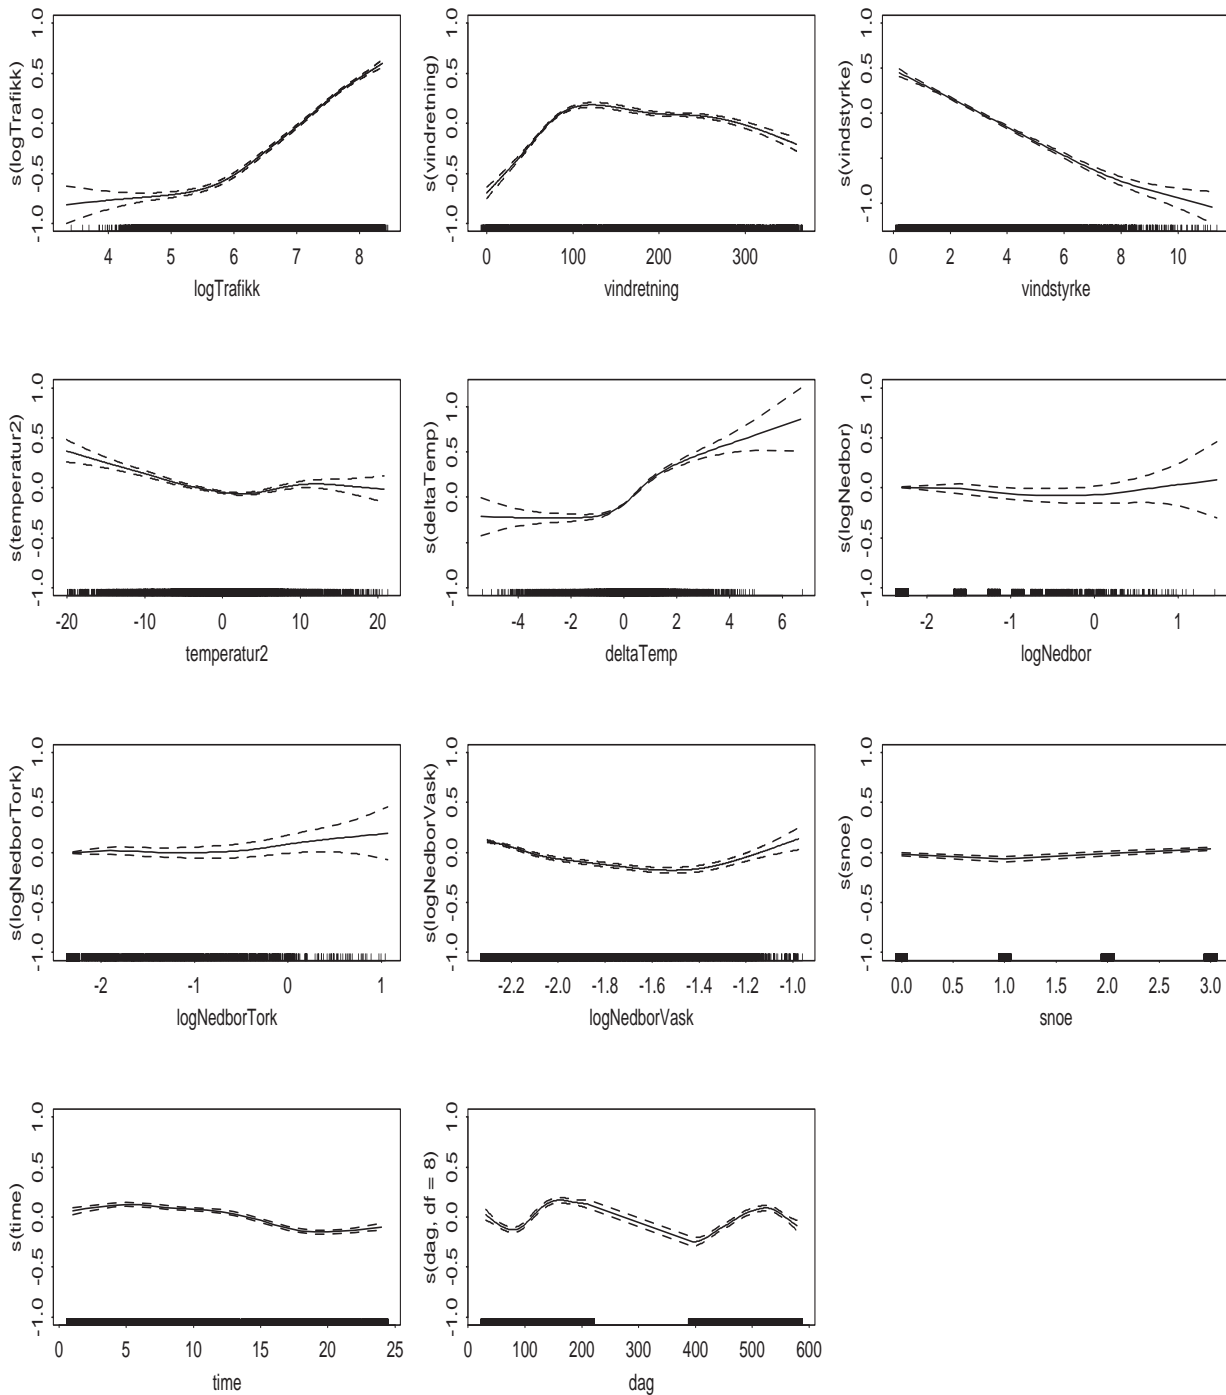 s(logTrafikk)
-1.0 -0.5 0.0 0.5 1.0
4 5 6 7 8
logTrafikk
s(vindretning)
-1.0 -0.5 0.0 0.5 1.0
0 100 200 300
vindretning
s(vindstyrke)
-1.0 0.0 0.5 1.0
0 2 4 6 8 10
vindstyrke
s(temperatur2)
-1.0 -0.5 0.0 0.5 1.0
-20 -10 0 10 20
temperatur2
s(deltaTemp)
-1.0 0.0 0.5 1.0
-4 -2 0 2 4 6
deltaTemp
s(logNedbor)
-1.0 -0.5 0.0 0.5 1.0
-2 -1 0 1
logNedbor
s(logNedborTork)
-1.0 -0.5 0.0 0.5 1.0
-2 -1 0 1
logNedborTork
s(logNedborVask)
-1.0 -0.5 0.0 0.5 1.0
-2.2 -2.0 -1.8 -1.6 -1.4 -1.2 -1.0
logNedborVask
s(snoe)
-1.0 -0.5 0.0 0.5 1.0
0.0 0.5 1.0 1.5 2.0 2.5 3.0
snoe
s(time)
-1.0 -0.5 0.0 0.5 1.0
0 5 10 15 20 25
time
s(dag, df = 8)
-1.0 -0.5 0.0 0.5 1.0
0 100 200 300 400 500 600
dag